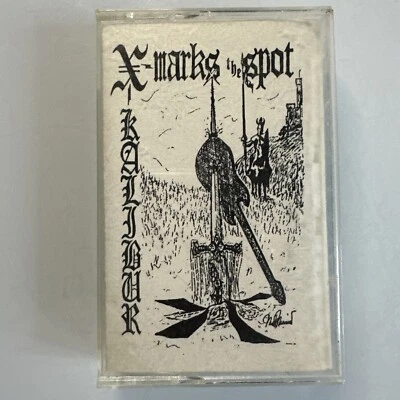 X-marks the spot
X-KALIBUR